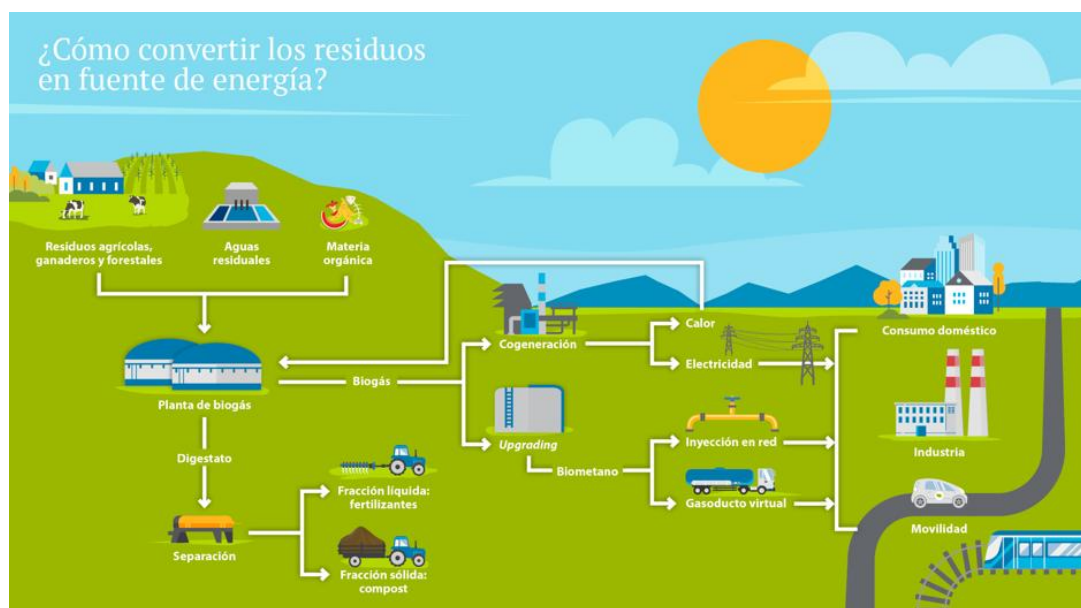 ¿Cómo convertir los residuos
en fuente de energía?
Residuos agrícolas,
ganaderos y forestales
Aguas
residuales
Materia
orgánica
Planta de biogás
Biogás
Digestato
Separación
Fracción líquida:
fertilizantes
Fracción sólida:
compost
Cogeneración
Upgrading
Biometano
Calor
Electricidad
Inyección en red
Gasoducto virtual
Consumo doméstico
Industria
Movilidad